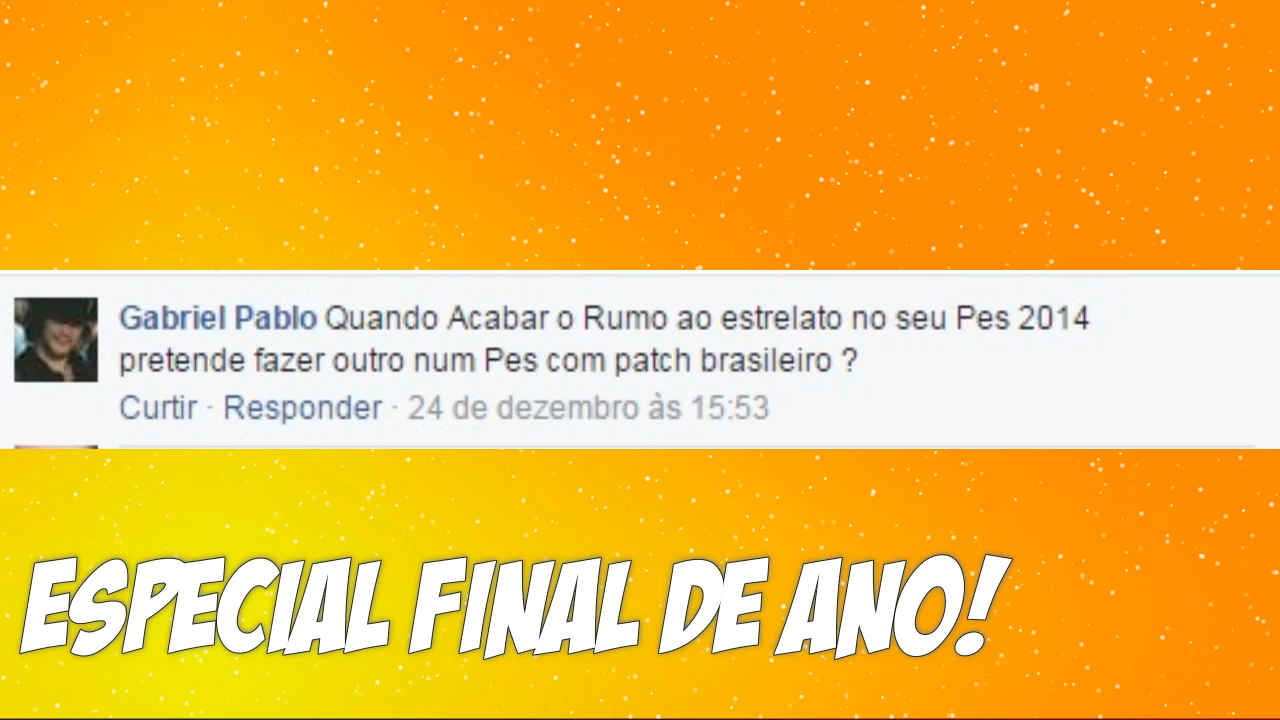 Gabriel Pablo Quando Acabar o Rumo ao estrelato no seu Pes 2014
pretende fazer outro num Pes com patch brasileiro ?
Curtir · Responder · 24 de dezembro às 15:53
ESPECIAL FINAL DE ANO!